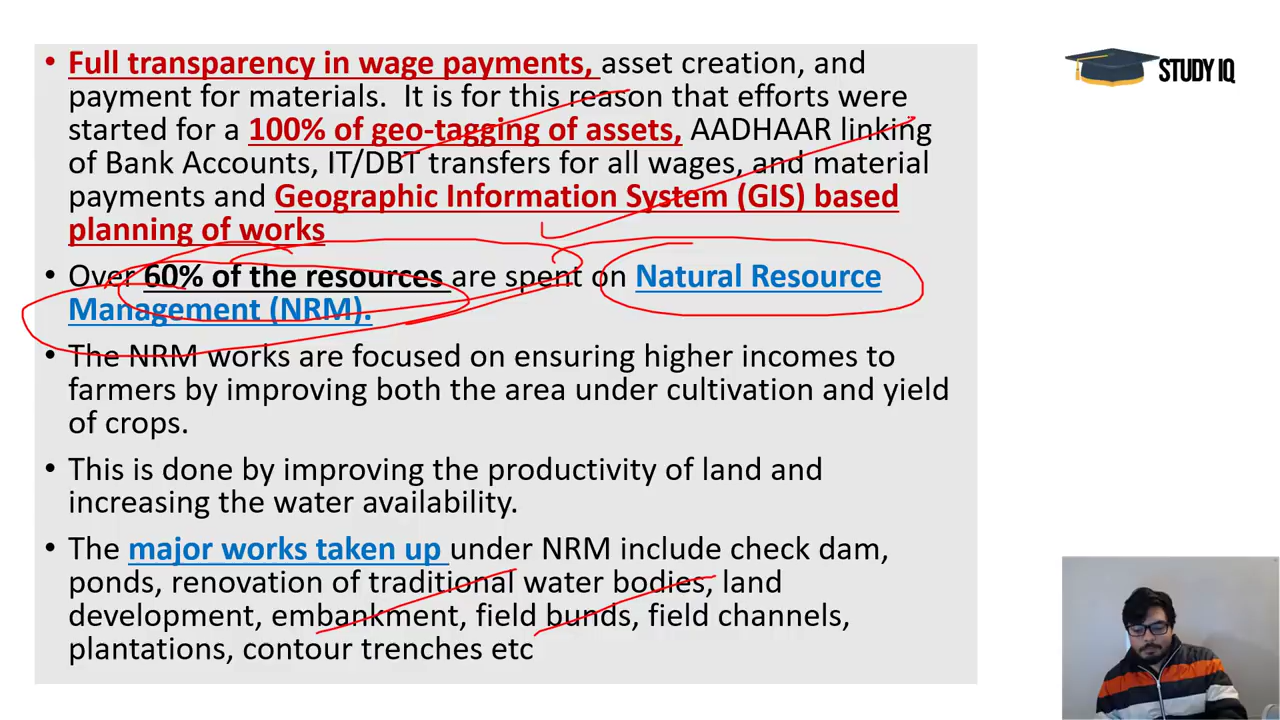 • Full transparency in wage payments, asset creation, and
payment for materials. It is for this reason that efforts were
started for a 100% of geo-tagging of assets, AADHAAR linking
of Bank Accounts, IT/DBT transfers for all wages, and material
payments and Geographic Information System (GIS) based
planning of works
• Over 60% of the resources are spent on Natural Resource
Management (NRM).
• The NRM works are focused on ensuring higher incomes to
farmers by improving both the area under cultivation and yield
of crops.
• This is done by improving the productivity of land and
increasing the water availability.
• The major works taken up under NRM include check dam,
ponds, renovation of traditional water bodies, land
development, embankment, field bunds, field channels,
plantations, contour trenches etc
STUDY IQ